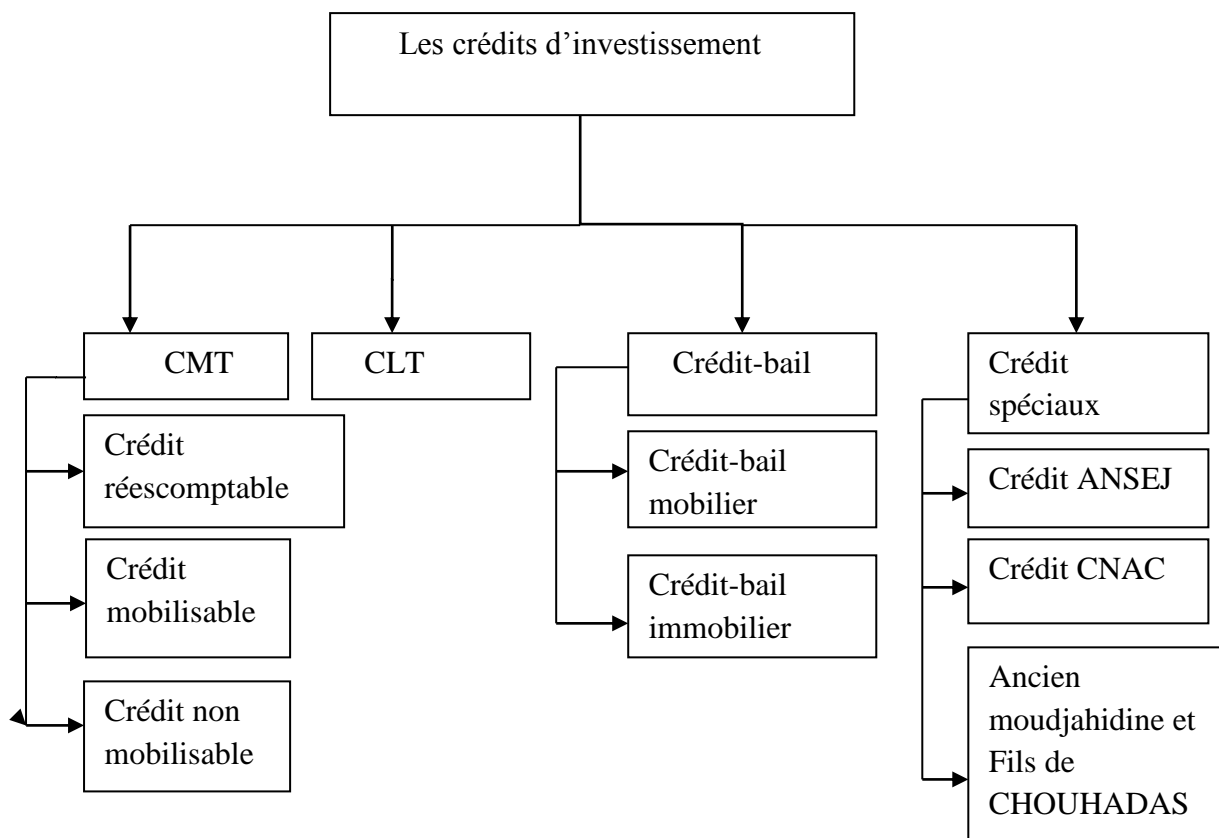 Les crédits d’investissement
CMT
CLT
Crédit-bail
Crédit
spéciaux
Crédit
réescomptable
Crédit
mobilisable
Crédit non
mobilisable
Crédit-bail
mobilier
Crédit-bail
immobilier
Crédit ANSEJ
Crédit CNAC
Ancien
moudjahidine et
Fils de
CHOUHADAS